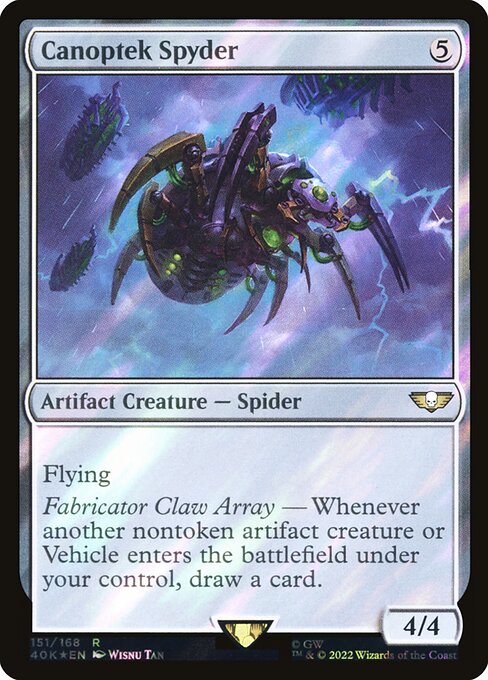 Canoptek Spyder 5
Artifact Creature — Spider
Flying
Fabricator Claw Array — Whenever
another nontoken artifact creature or
Vehicle enters the battlefield under
your control, draw a card.
4/4
151/168 R
40K★EN Wisnu Tan
© GW
™ & © 2022 Wizards of the Coast